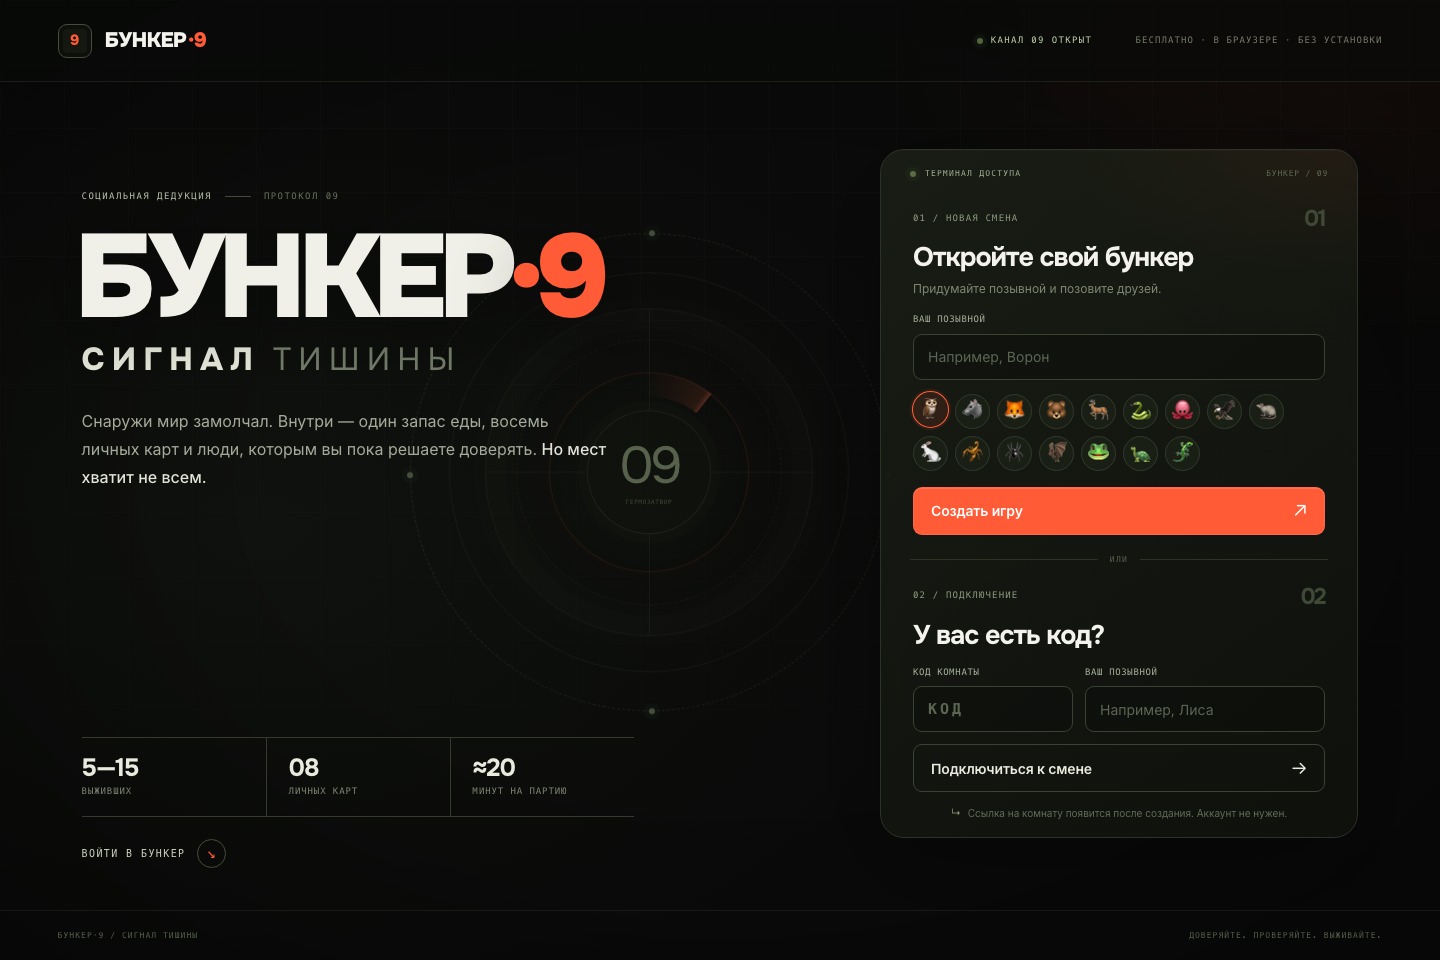 9 БУНКЕР·9
КАНАЛ 09 ОТКРЫТ
БЕСПЛАТНО · В БРАУЗЕРЕ · БЕЗ УСТАНОВКИ
СОЦИАЛЬНАЯ ДЕДУКЦИЯ — ПРОТОКОЛ 09
БУНКЕР·9
СИГНАЛ ТИШИНЫ
Снаружи мир замолчал. Внутри — один запас еды, восемь
личных карт и люди, которым вы пока решаете доверять. Но мест
хватит не всем.
09
ГЕРМОЗАТВОР
5—15
ВЫЖИВШИХ
08
ЛИЧНЫХ КАРТ
≈20
МИНУТ НА ПАРТИЮ
ВОЙТИ В БУНКЕР ↘
ТЕРМИНАЛ ДОСТУПА
БУНКЕР / 09
01 / НОВАЯ СМЕНА
01
Откройте свой бункер
Придумайте позывной и позовите друзей.
ВАШ ПОЗЫВНОЙ
Например, Ворон
Создать игру ↗
ИЛИ
02 / ПОДКЛЮЧЕНИЕ
02
У вас есть код?
КОД КОМНАТЫ
КОД
ВАШ ПОЗЫВНОЙ
Например, Лиса
Подключиться к смене →
↳ Ссылка на комнату появится после создания. Аккаунт не нужен.
БУНКЕР·9 / СИГНАЛ ТИШИНЫ
ДОВЕРЯЙТЕ. ПРОВЕРЯЙТЕ. ВЫЖИВАЙТЕ.